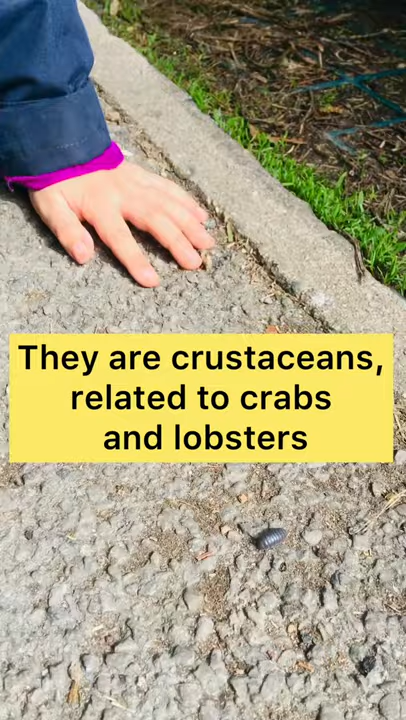 They are crustaceans,
related to crabs
and lobsters